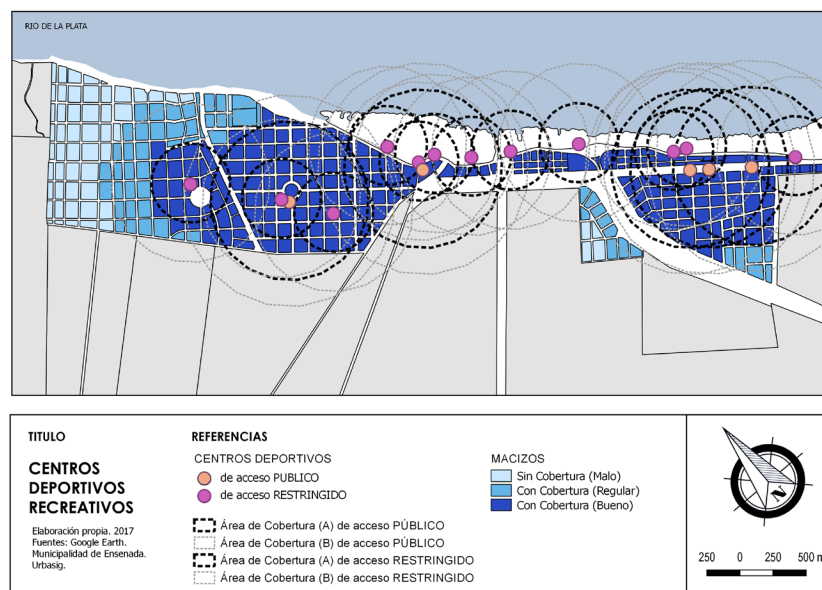 RIO DE LA PLATA
TITULO
CENTROS
DEPORTIVOS
RECREATIVOS
Elaboración propia. 2017
Fuentes: Google Earth.
Municipalidad de Ensenada.
Urbasig.
REFERENCIAS
CENTROS DEPORTIVOS
de acceso PUBLICO
de acceso RESTRINGIDO
Área de Cobertura (A) de acceso PÚBLICO
Área de Cobertura (B) de acceso PÚBLICO
Área de Cobertura (A) de acceso RESTRINGIDO
Área de Cobertura (B) de acceso RESTRINGIDO
MACIZOS
Sin Cobertura (Malo)
Con Cobertura (Regular)
Con Cobertura (Bueno)
N
250 0 250 500 m